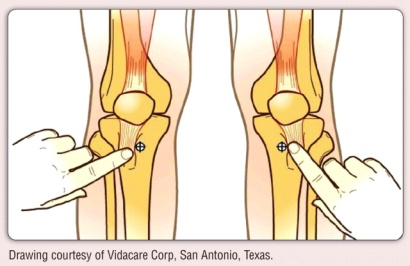 Drawing courtesy of Vidacare Corp, San Antonio, Texas.